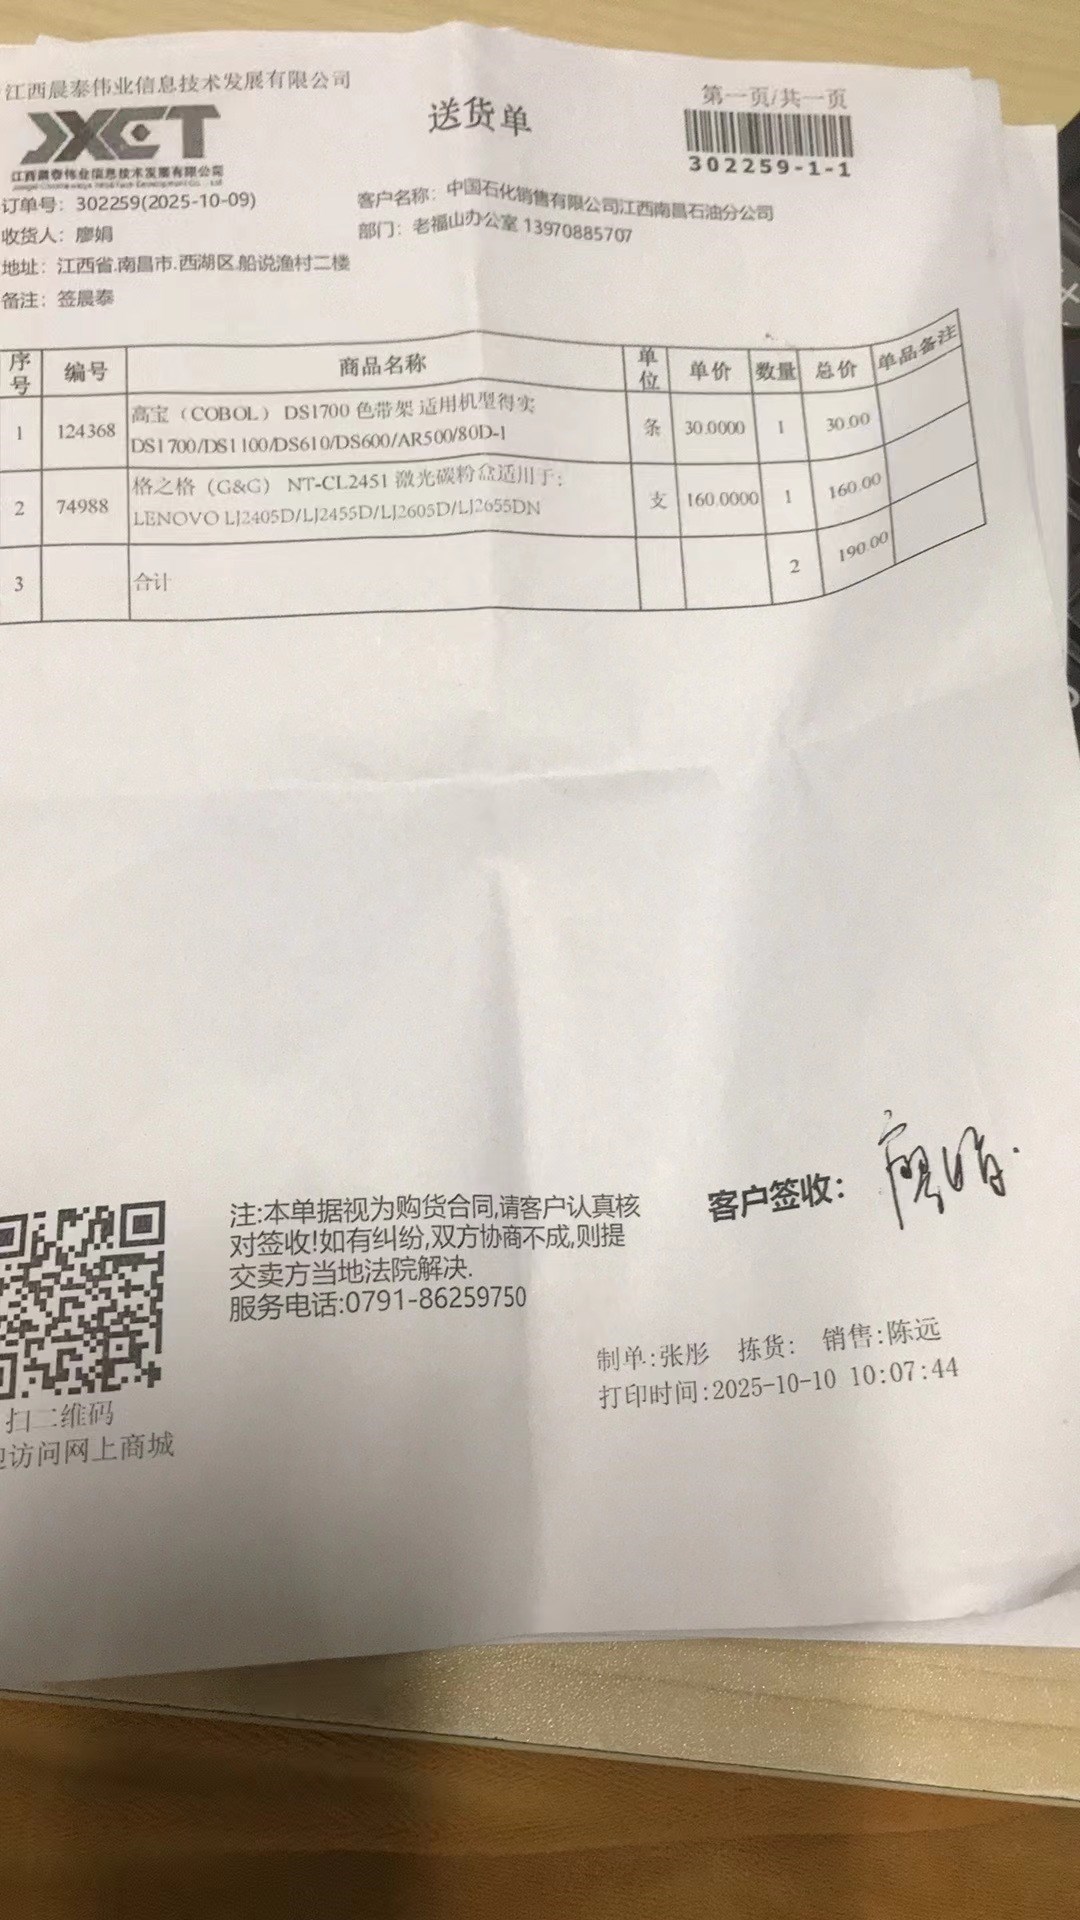 江西晨泰伟业信息技术发展有限公司
送货单
第一页/共一页
JXCT
江西晨泰伟业信息技术发展有限公司
302259-1-1
订单号：302259(2025-10-09)
客户名称：中国石化销售有限公司江西南昌石油分公司
收货人：廖娟
部门：老福山办公室 13970885707
地址：江西省.南昌市.西湖区.船说渔村二楼
备注：签晨泰
序号 编号 商品名称 单位 单价 数量 总价 单品备注
1 124368 高宝（COBOL） DS1700 色带架 适用机型得实
DS1700/DS1100/DS610/DS600/AR500/80D-1 条 30.0000 1 30.00
2 74988 格之格（G&G） NT-CL2451 激光碳粉盒适用于:
LENOVO LJ2405D/LJ2455D/LJ2605D/LJ2655DN 支 160.0000 1 160.00
3 合计 2 190.00
注:本单据视为购货合同,请客户认真核
对签收!如有纠纷,双方协商不成,则提
交卖方当地法院解决.
服务电话:0791-86259750
客户签收：廖娟
制单:张彤 拣货: 销售:陈远
打印时间:2025-10-10 10:07:44
扫二维码
迎访问网上商城